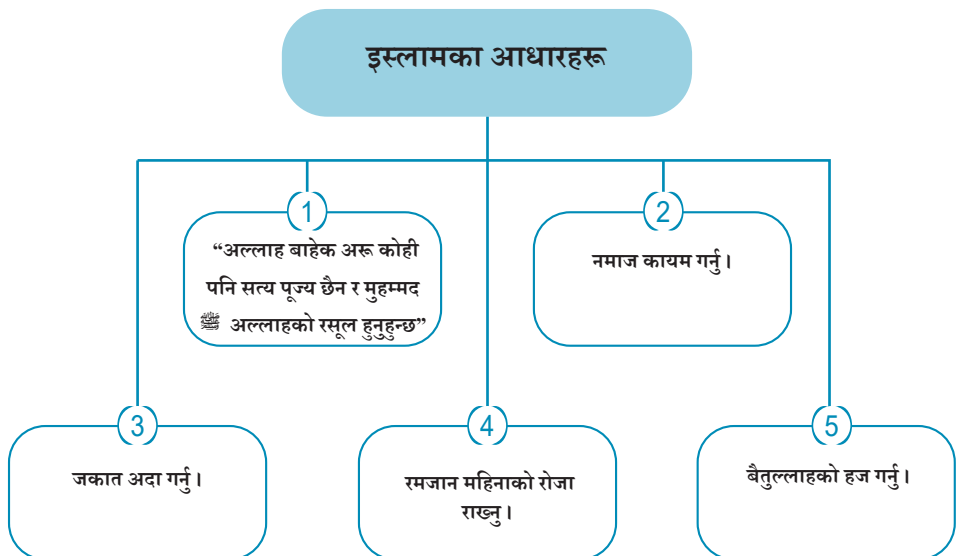 इस्लामका आधारहरू
1
“अल्लाह बाहेक अरू कोही
पनि सत्य पूज्य छैन र मुहम्मद
ﷺ अल्लाहको रसूल हुनुहुन्छ”
2
नमाज कायम गर्नु ।
3
जकात अदा गर्नु ।
4
रमजान महिनाको रोजा
राख्नु ।
5
बैतुल्लाहको हज गर्नु ।